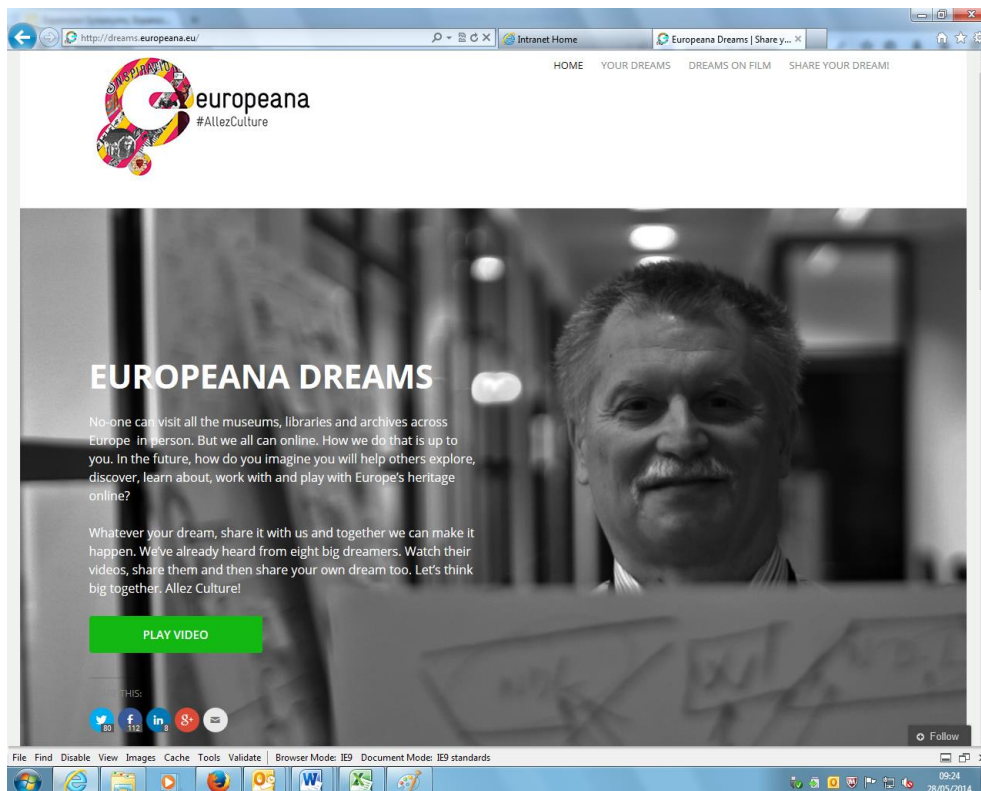 http://dreams.europeana.eu/
Intranet Home
Europeana Dreams | Share y...
INSPIRATION
europeana
#AllezCulture
HOME YOUR DREAMS DREAMS ON FILM SHARE YOUR DREAM!
EUROPEANA DREAMS
No-one can visit all the museums, libraries and archives across
Europe in person. But we all can online. How we do that is up to
you. In the future, how do you imagine you will help others explore,
discover, learn about, work with and play with Europe's heritage
online?
Whatever your dream, share it with us and together we can make it
happen. We've already heard from eight big dreamers. Watch their
videos, share them and then share your own dream too. Let's think
big together. Allez Culture!
PLAY VIDEO
THIS:
80 112 8
Follow
File Find Disable View Images Cache Tools Validate Browser Mode: IE9 Document Mode: IE9 standards
09:24
28/05/2014